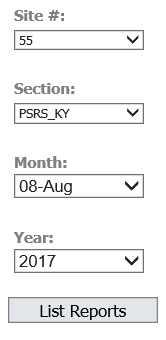 Site #:
55
Section:
PSRS_KY
Month:
08-Aug
Year:
2017
List Reports